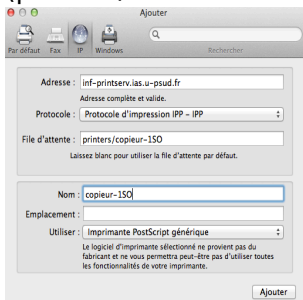 Ajouter
Par défaut Fax IP Windows Rechercher
Adresse : inf-printserv.ias.u-psud.fr
Adresse complète et valide.
Protocole : Protocole d'impression IPP – IPP
File d'attente : printers/copieur-1SO
Laissez blanc pour utiliser la file d'attente par défaut.
Nom : copieur-1SO
Emplacement :
Utiliser : Imprimante PostScript générique
Le logiciel d'imprimante sélectionné ne provient pas du
fabricant et ne vous permettra peut-être pas d'utiliser toutes
les fonctionnalités de votre imprimante.
Ajouter